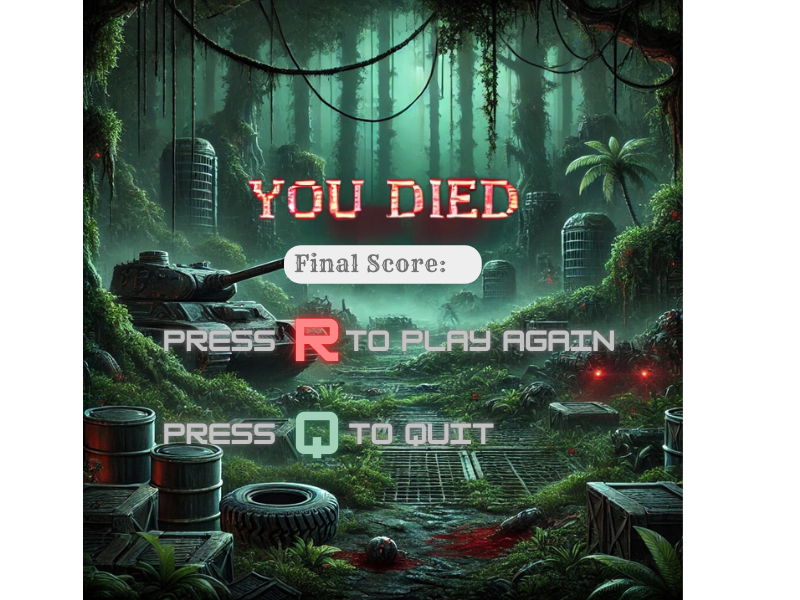 YOU DIED
Final Score:
PRESS R TO PLAY AGAIN
PRESS Q TO QUIT